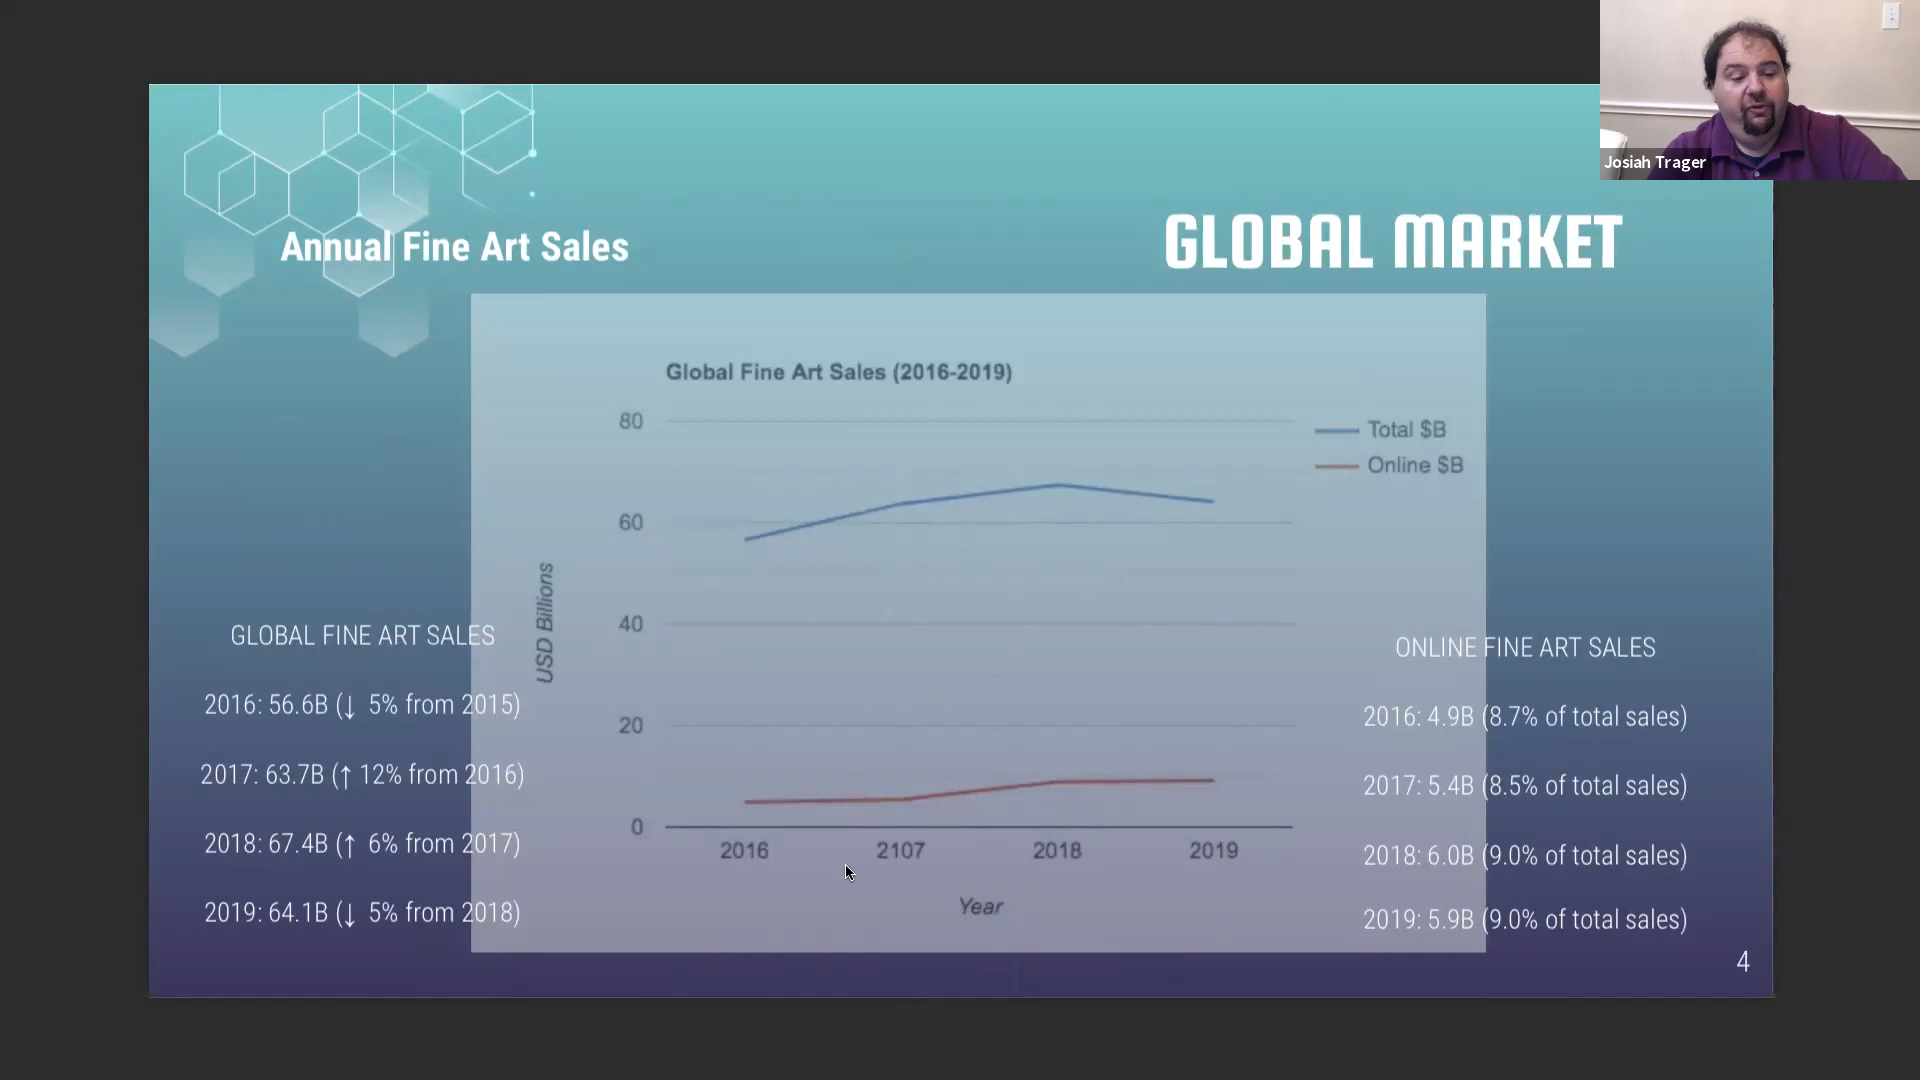 Josiah Trager
Annual Fine Art Sales
GLOBAL MARKET
Global Fine Art Sales (2016-2019)
80
60
40
20
0
USD Billions
2016 2107 2018 2019
Year
Total $B
Online $B
GLOBAL FINE ART SALES
2016: 56.6B (↓ 5% from 2015)
2017: 63.7B (↑ 12% from 2016)
2018: 67.4B (↑ 6% from 2017)
2019: 64.1B (↓ 5% from 2018)
ONLINE FINE ART SALES
2016: 4.9B (8.7% of total sales)
2017: 5.4B (8.5% of total sales)
2018: 6.0B (9.0% of total sales)
2019: 5.9B (9.0% of total sales)
4